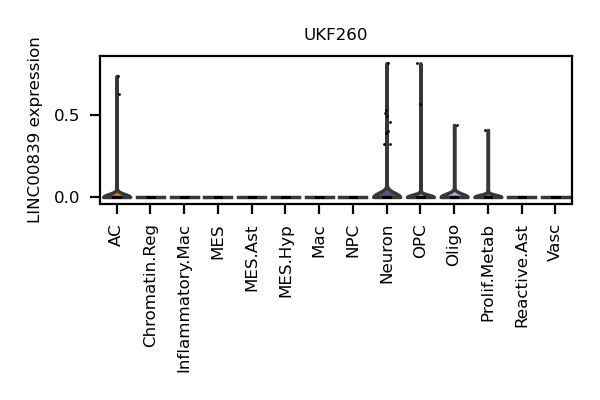 UKF260
LINC00839 expression
0.5
0.0
AC
Chromatin.Reg
Inflammatory.Mac
MES
MES.Ast
MES.Hyp
Mac
NPC
Neuron
OPC
Oligo
Prolif.Metab
Reactive.Ast
Vasc